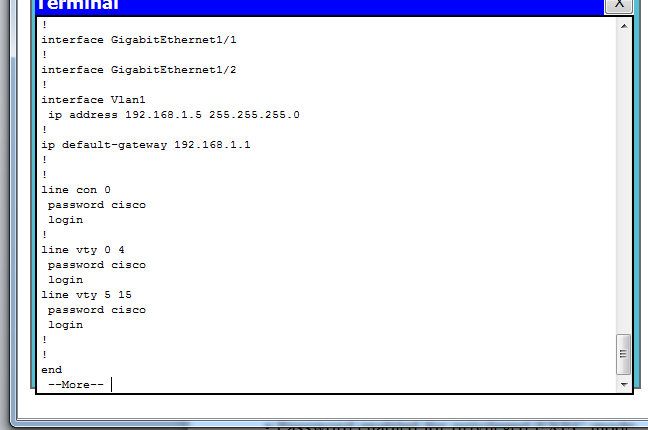 Terminal
X
!
interface GigabitEthernet1/1
!
interface GigabitEthernet1/2
!
interface Vlan1
ip address 192.168.1.5 255.255.255.0
!
ip default-gateway 192.168.1.1
!
!
line con 0
password cisco
login
!
line vty 0 4
password cisco
login
line vty 5 15
password cisco
login
!
!
end
--More--